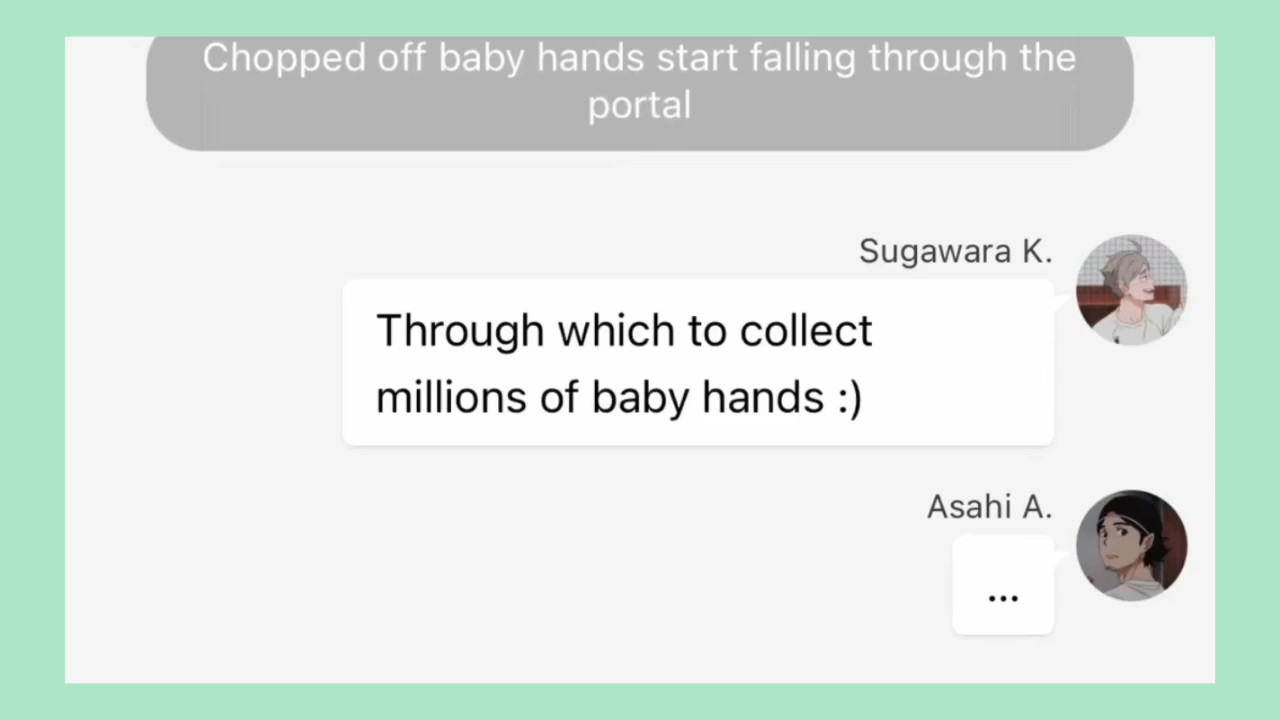 Chopped off baby hands start falling through the
portal
Sugawara K.
Through which to collect
millions of baby hands :)
Asahi A.
...